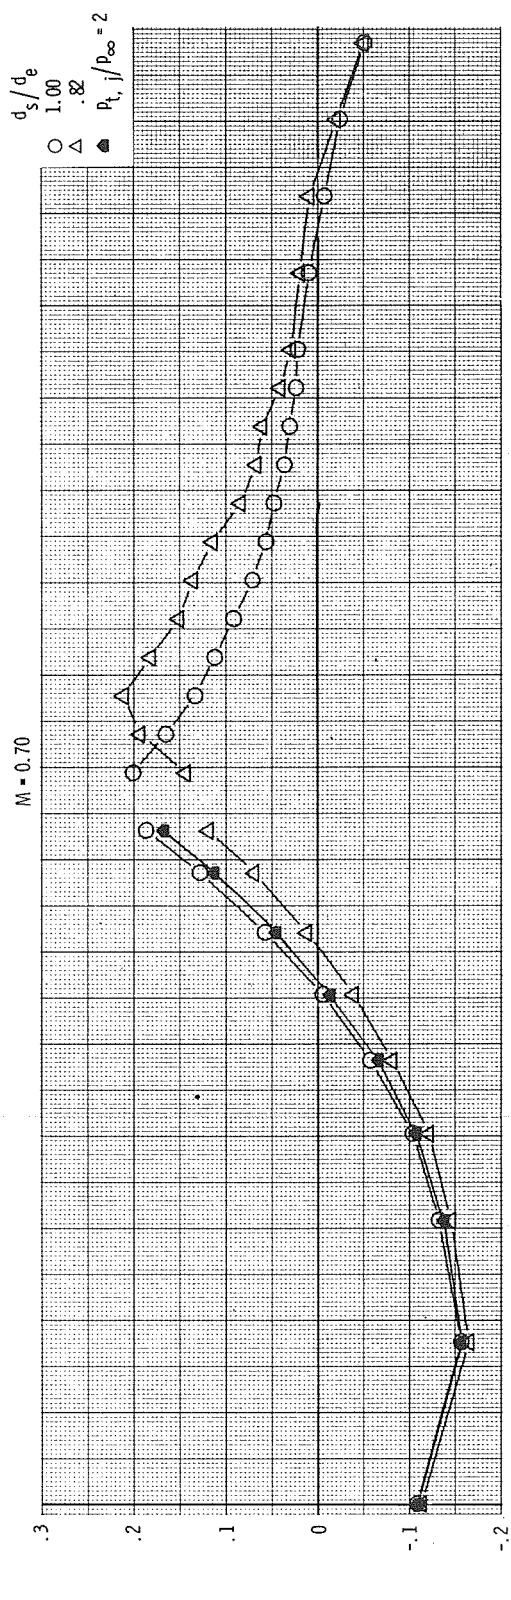 M = 0.70
d_s/d_e
1.00
.82
p_t, j/p_∞ = 2
.3
.2
.1
0
-.1
-.2